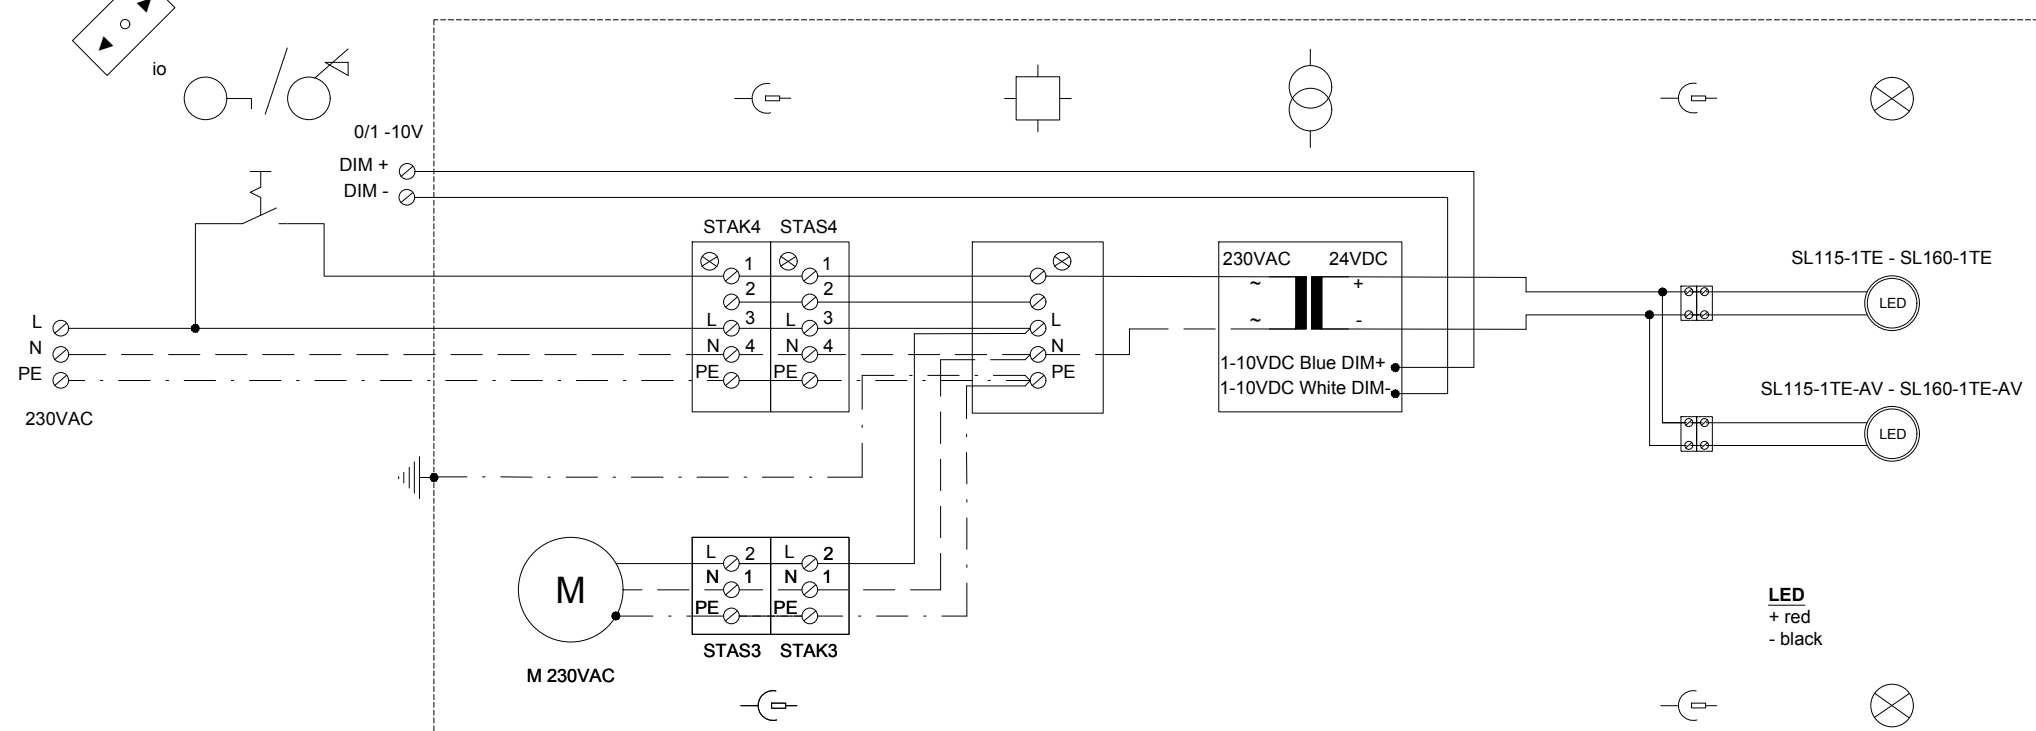 io
0/1 -10V
DIM +
DIM -
STAK4 STAS4
1 1
2 2
L 3 L 3 L
N 4 N 4 N
PE PE PE
L
N
PE
230VAC
230VAC 24VDC
~ +
~ -
1-10VDC Blue DIM+
1-10VDC White DIM-
SL115-1TE - SL160-1TE
LED
SL115-1TE-AV - SL160-1TE-AV
LED
M
M 230VAC
L 2 L 2
N 1 N 1
PE PE
STAS3 STAK3
LED
+ red
- black